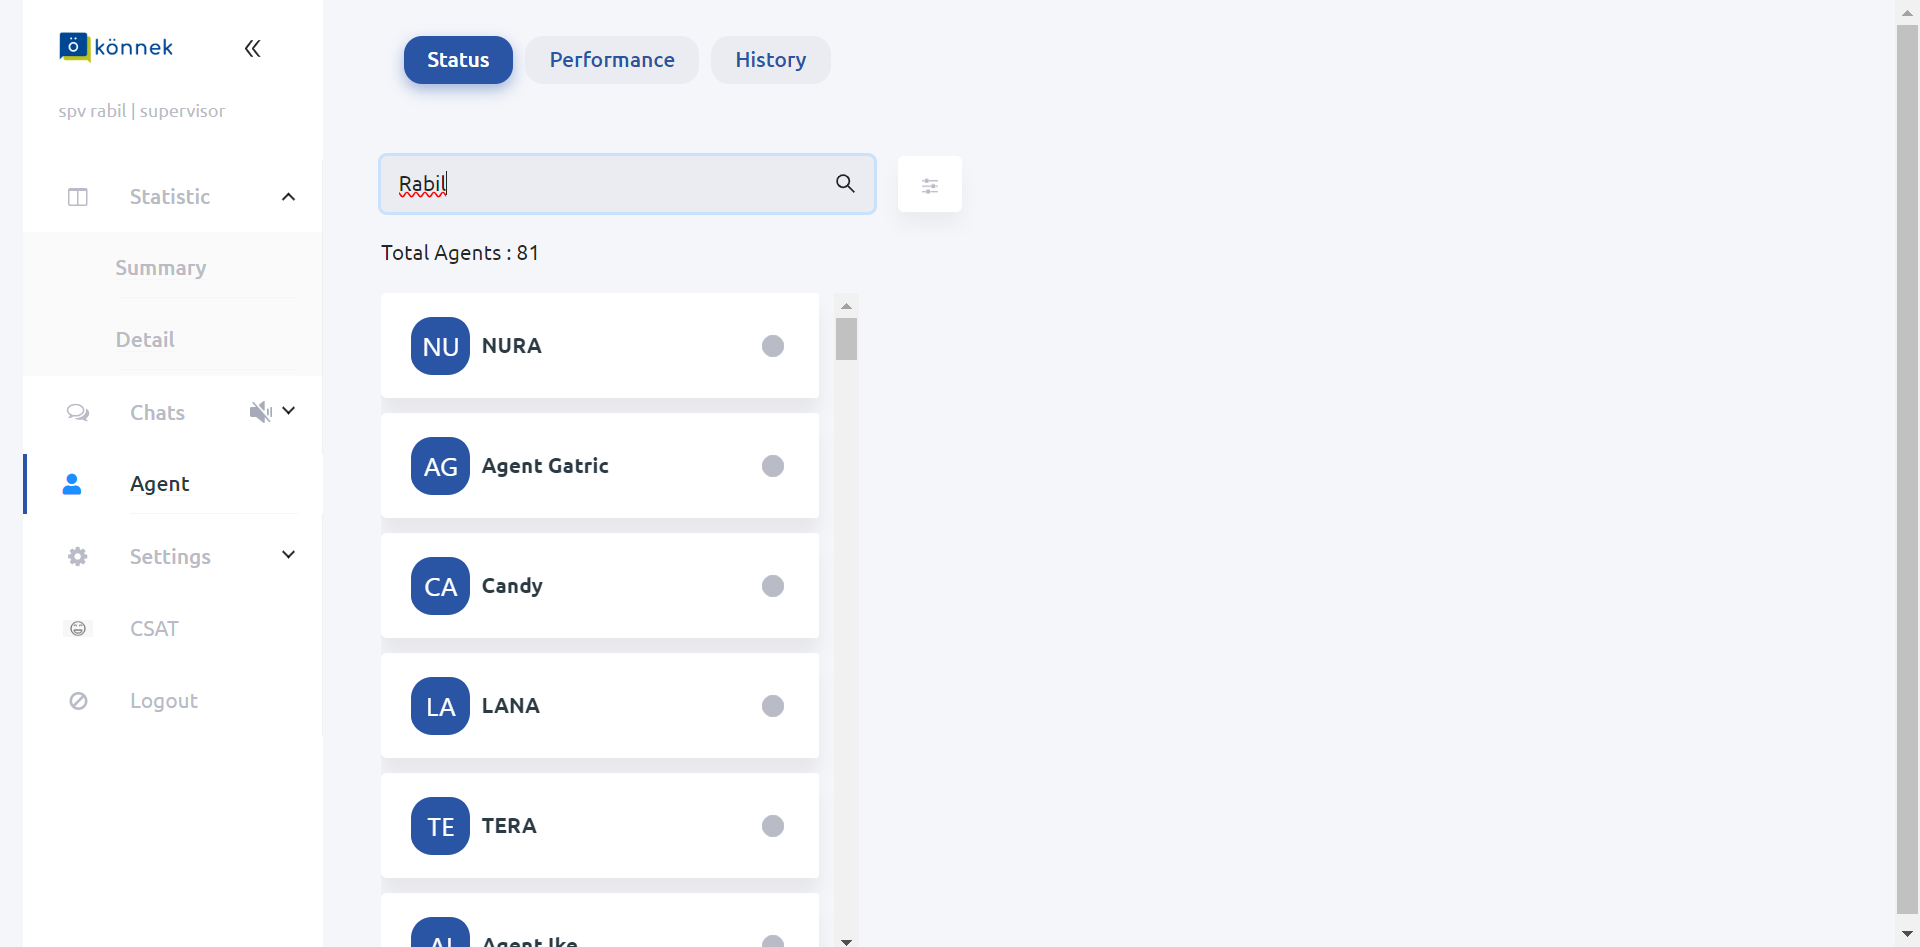 ö könnek
spv rabil | supervisor
Statistic
Summary
Detail
Chats
Agent
Settings
CSAT
Logout
Status
Performance
History
Rabil
Total Agents : 81
NU NURA
AG Agent Gatric
CA Candy
LA LANA
TE TERA
AI Agent Ike